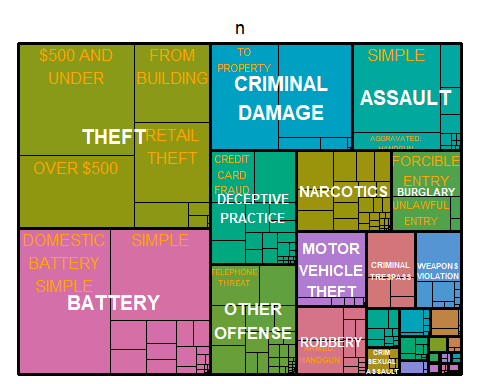 n
$500 AND
UNDER
FROM
BUILDING
THEFT
RETAIL
THEFT
OVER $500
TO
PROPERTY
CRIMINAL
DAMAGE
SIMPLE
ASSAULT
AGGRAVATED:
HANDGUN
CREDIT
CARD
FRAUD
DECEPTIVE
PRACTICE
NARCOTICS
FORCIBLE
ENTRY
BURGLARY
UNLAWFUL
ENTRY
DOMESTIC
BATTERY
SIMPLE
SIMPLE
BATTERY
TELEPHONE
THREAT
OTHER
OFFENSE
MOTOR
VEHICLE
THEFT
CRIMINAL
TRESPASS
WEAPONS
VIOLATION
ROBBERY
HANDGUN
CRIM
SEXUAL
ASSAULT